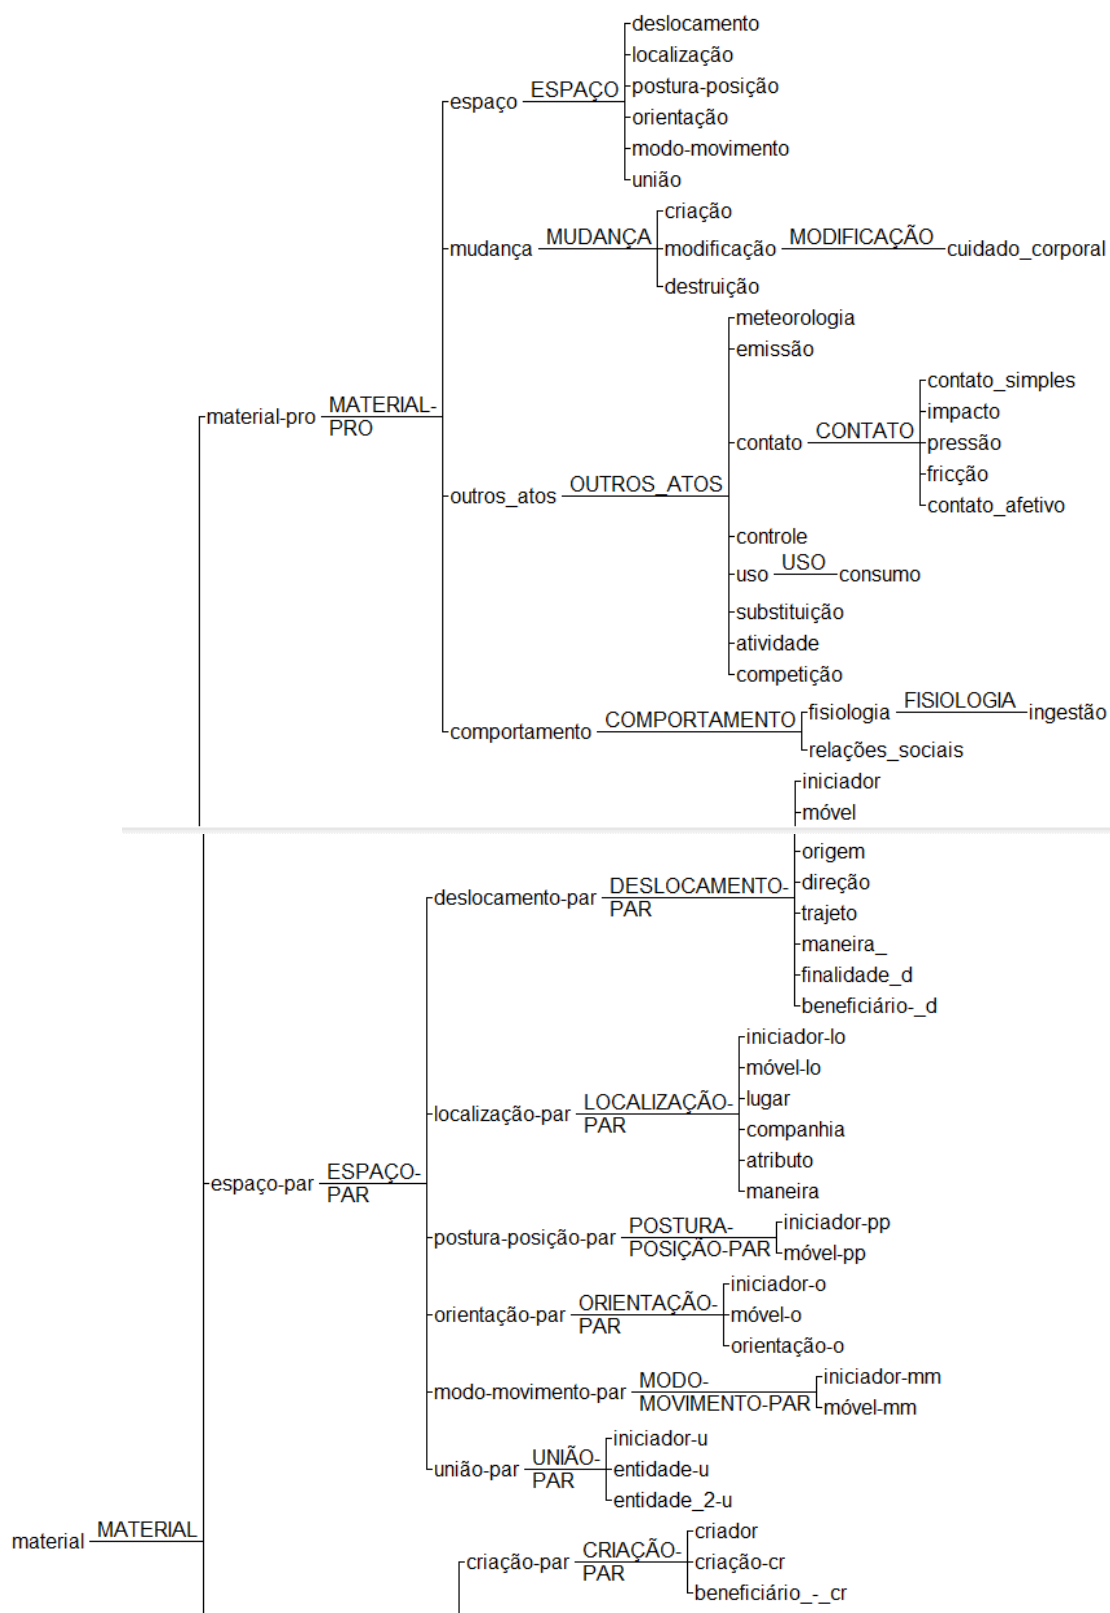 deslocamento
localização
postura-posição
espaço ESPAÇO
orientação
modo-movimento
união
criação
mudança MUDANÇA modificação MODIFICAÇÃO cuidado_corporal
destruição
meteorologia
emissão
contato_simples
impacto
contato CONTATO pressão
fricção
contato_afetivo
material-pro MATERIAL-
PRO
outros_atos OUTROS_ATOS
controle
uso USO consumo
substituição
atividade
competição
comportamento COMPORTAMENTO fisiologia FISIOLOGIA ingestão
relações_sociais
iniciador
móvel
origem
direção
deslocamento-par DESLOCAMENTO-
PAR
trajeto
maneira_
finalidade_d
beneficiário-_d
iniciador-lo
móvel-lo
lugar
localização-par LOCALIZAÇÃO-
PAR
companhia
atributo
maneira
espaço-par ESPAÇO-
PAR
postura-posição-par POSTURA-
POSIÇÃO-PAR
iniciador-pp
móvel-pp
iniciador-o
orientação-par ORIENTAÇÃO-
PAR
móvel-o
orientação-o
modo-movimento-par MODO-
MOVIMENTO-PAR
iniciador-mm
móvel-mm
iniciador-u
união-par UNIÃO-
PAR
entidade-u
entidade_2-u
material MATERIAL
criador
criação-par CRIAÇÃO-
PAR
criação-cr
beneficiário_-_cr